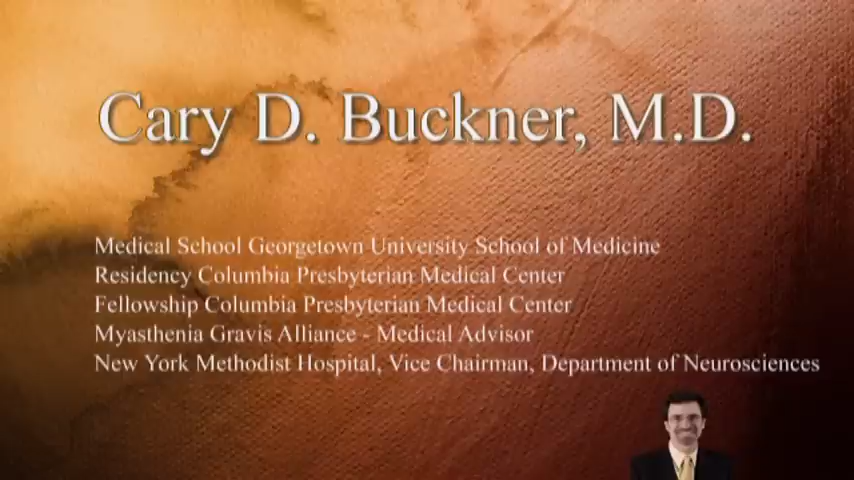 Cary D. Buckner, M.D.
Medical School Georgetown University School of Medicine
Residency Columbia Presbyterian Medical Center
Fellowship Columbia Presbyterian Medical Center
Myasthenia Gravis Alliance - Medical Advisor
New York Methodist Hospital, Vice Chairman, Department of Neurosciences